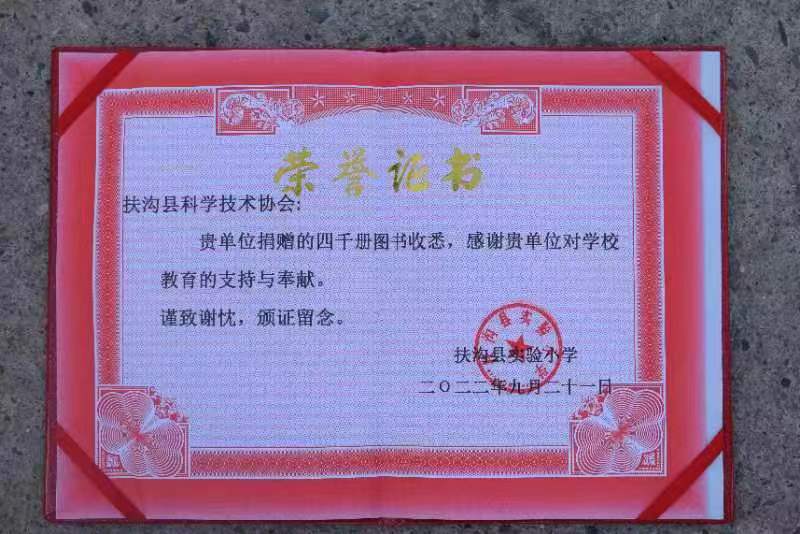 荣誉证书
扶沟县科学技术协会:
贵单位捐赠的四千册图书收悉，感谢贵单位对学校
教育的支持与奉献。
谨致谢忱，颁证留念。
扶沟县实验小学
二〇二二年九月二十一日